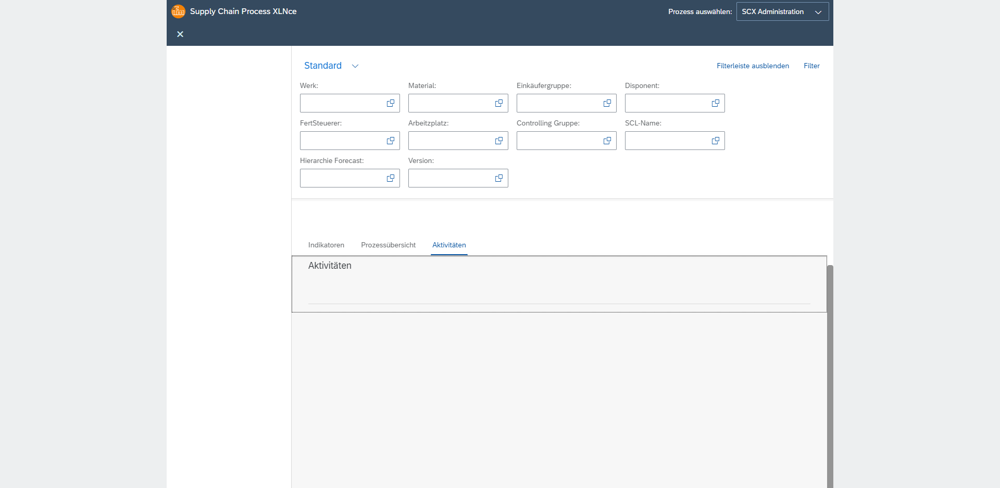 ifm
Supply Chain Process XLNce
Prozess auswählen:
SCX Administration
Standard
Filterleiste ausblenden
Filter
Werk:
Material:
Einkäufergruppe:
Disponent:
FertSteuerer:
Arbeitzplatz:
Controlling Gruppe:
SCL-Name:
Hierarchie Forecast:
Version:
Indikatoren
Prozessübersicht
Aktivitäten
Aktivitäten